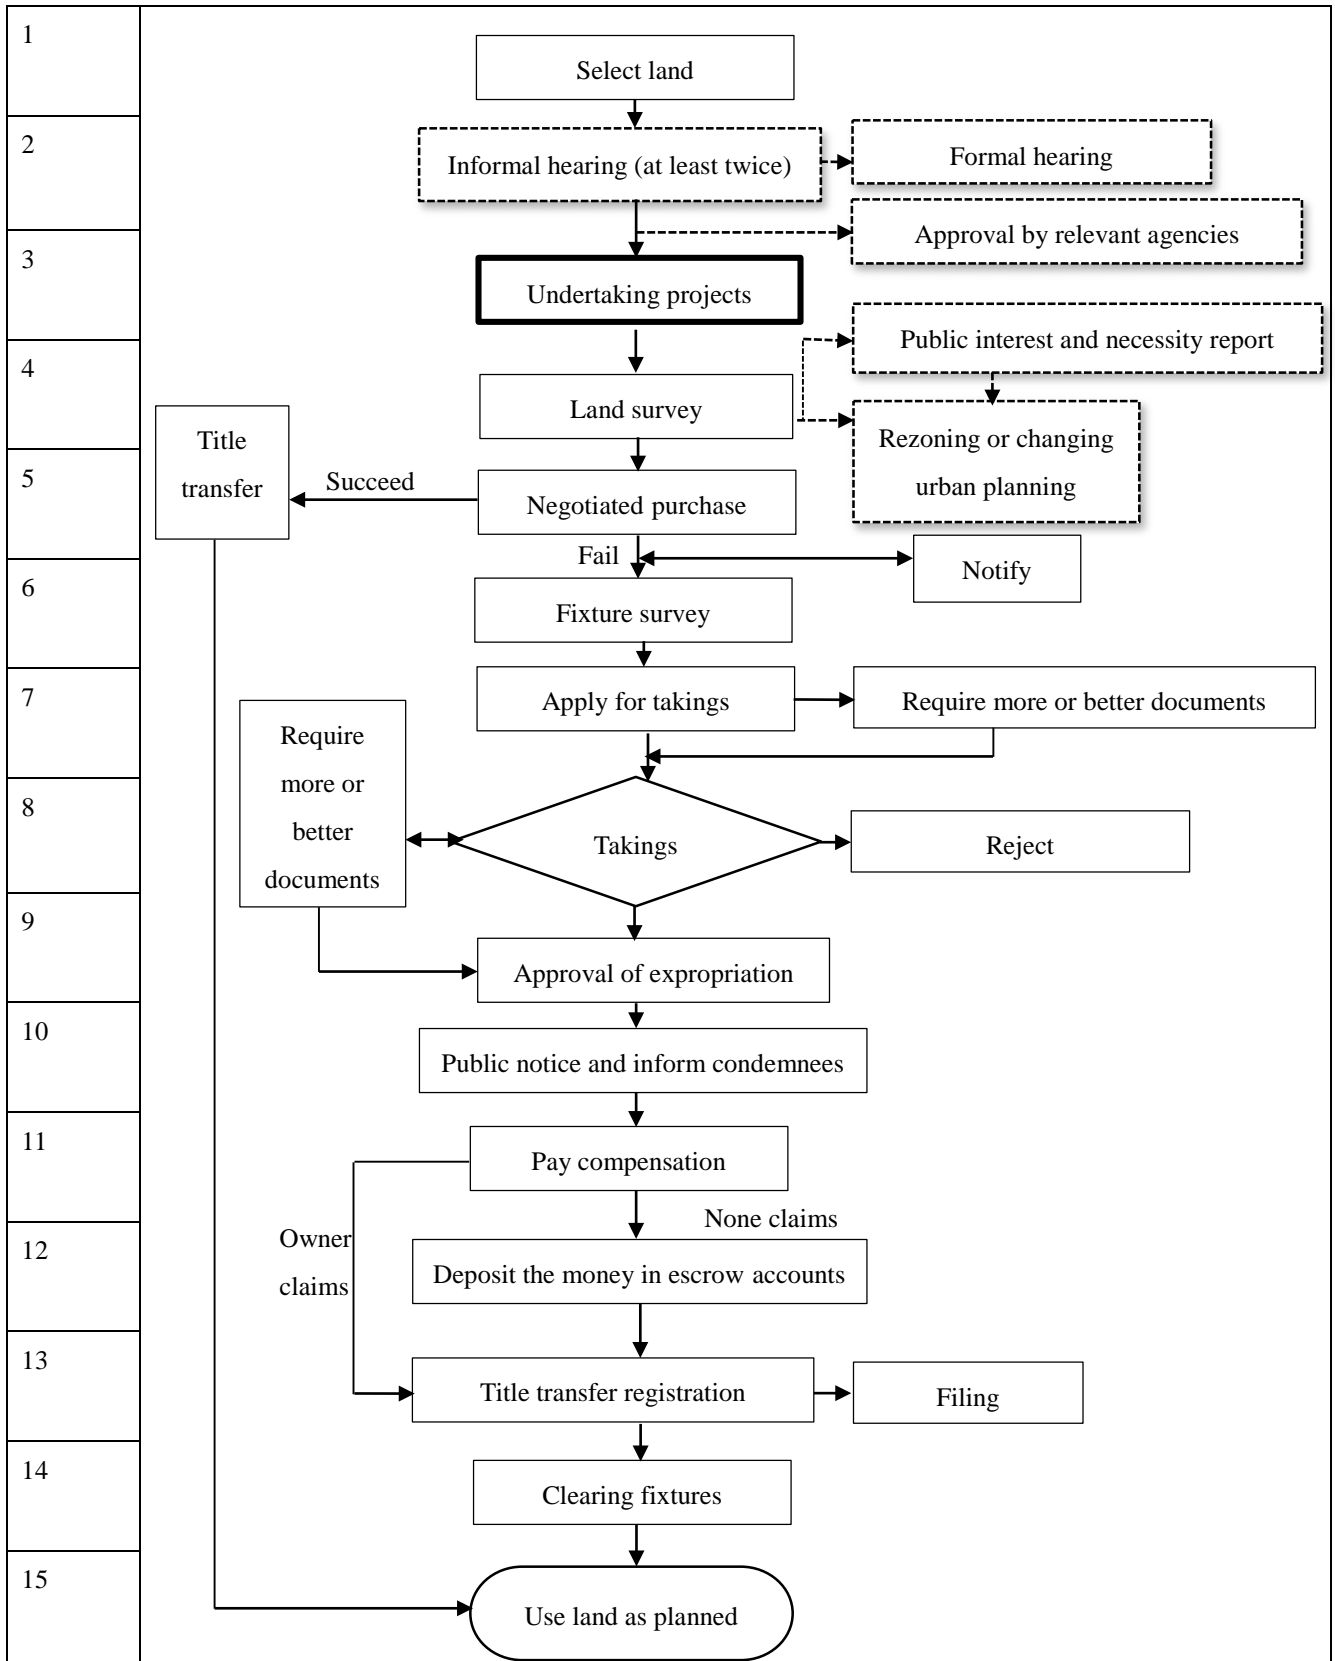 1
Select land
2
Informal hearing (at least twice)
Formal hearing
Approval by relevant agencies
3
Undertaking projects
Public interest and necessity report
4
Land survey
Rezoning or changing
urban planning
Title
transfer
5
Succeed
Negotiated purchase
Fail
Notify
6
Fixture survey
7
Apply for takings
Require more or better documents
Require
more or
better
documents
8
Takings
Reject
9
Approval of expropriation
10
Public notice and inform condemnees
11
Pay compensation
None claims
Owner
claims
12
Deposit the money in escrow accounts
13
Title transfer registration
Filing
14
Clearing fixtures
15
Use land as planned